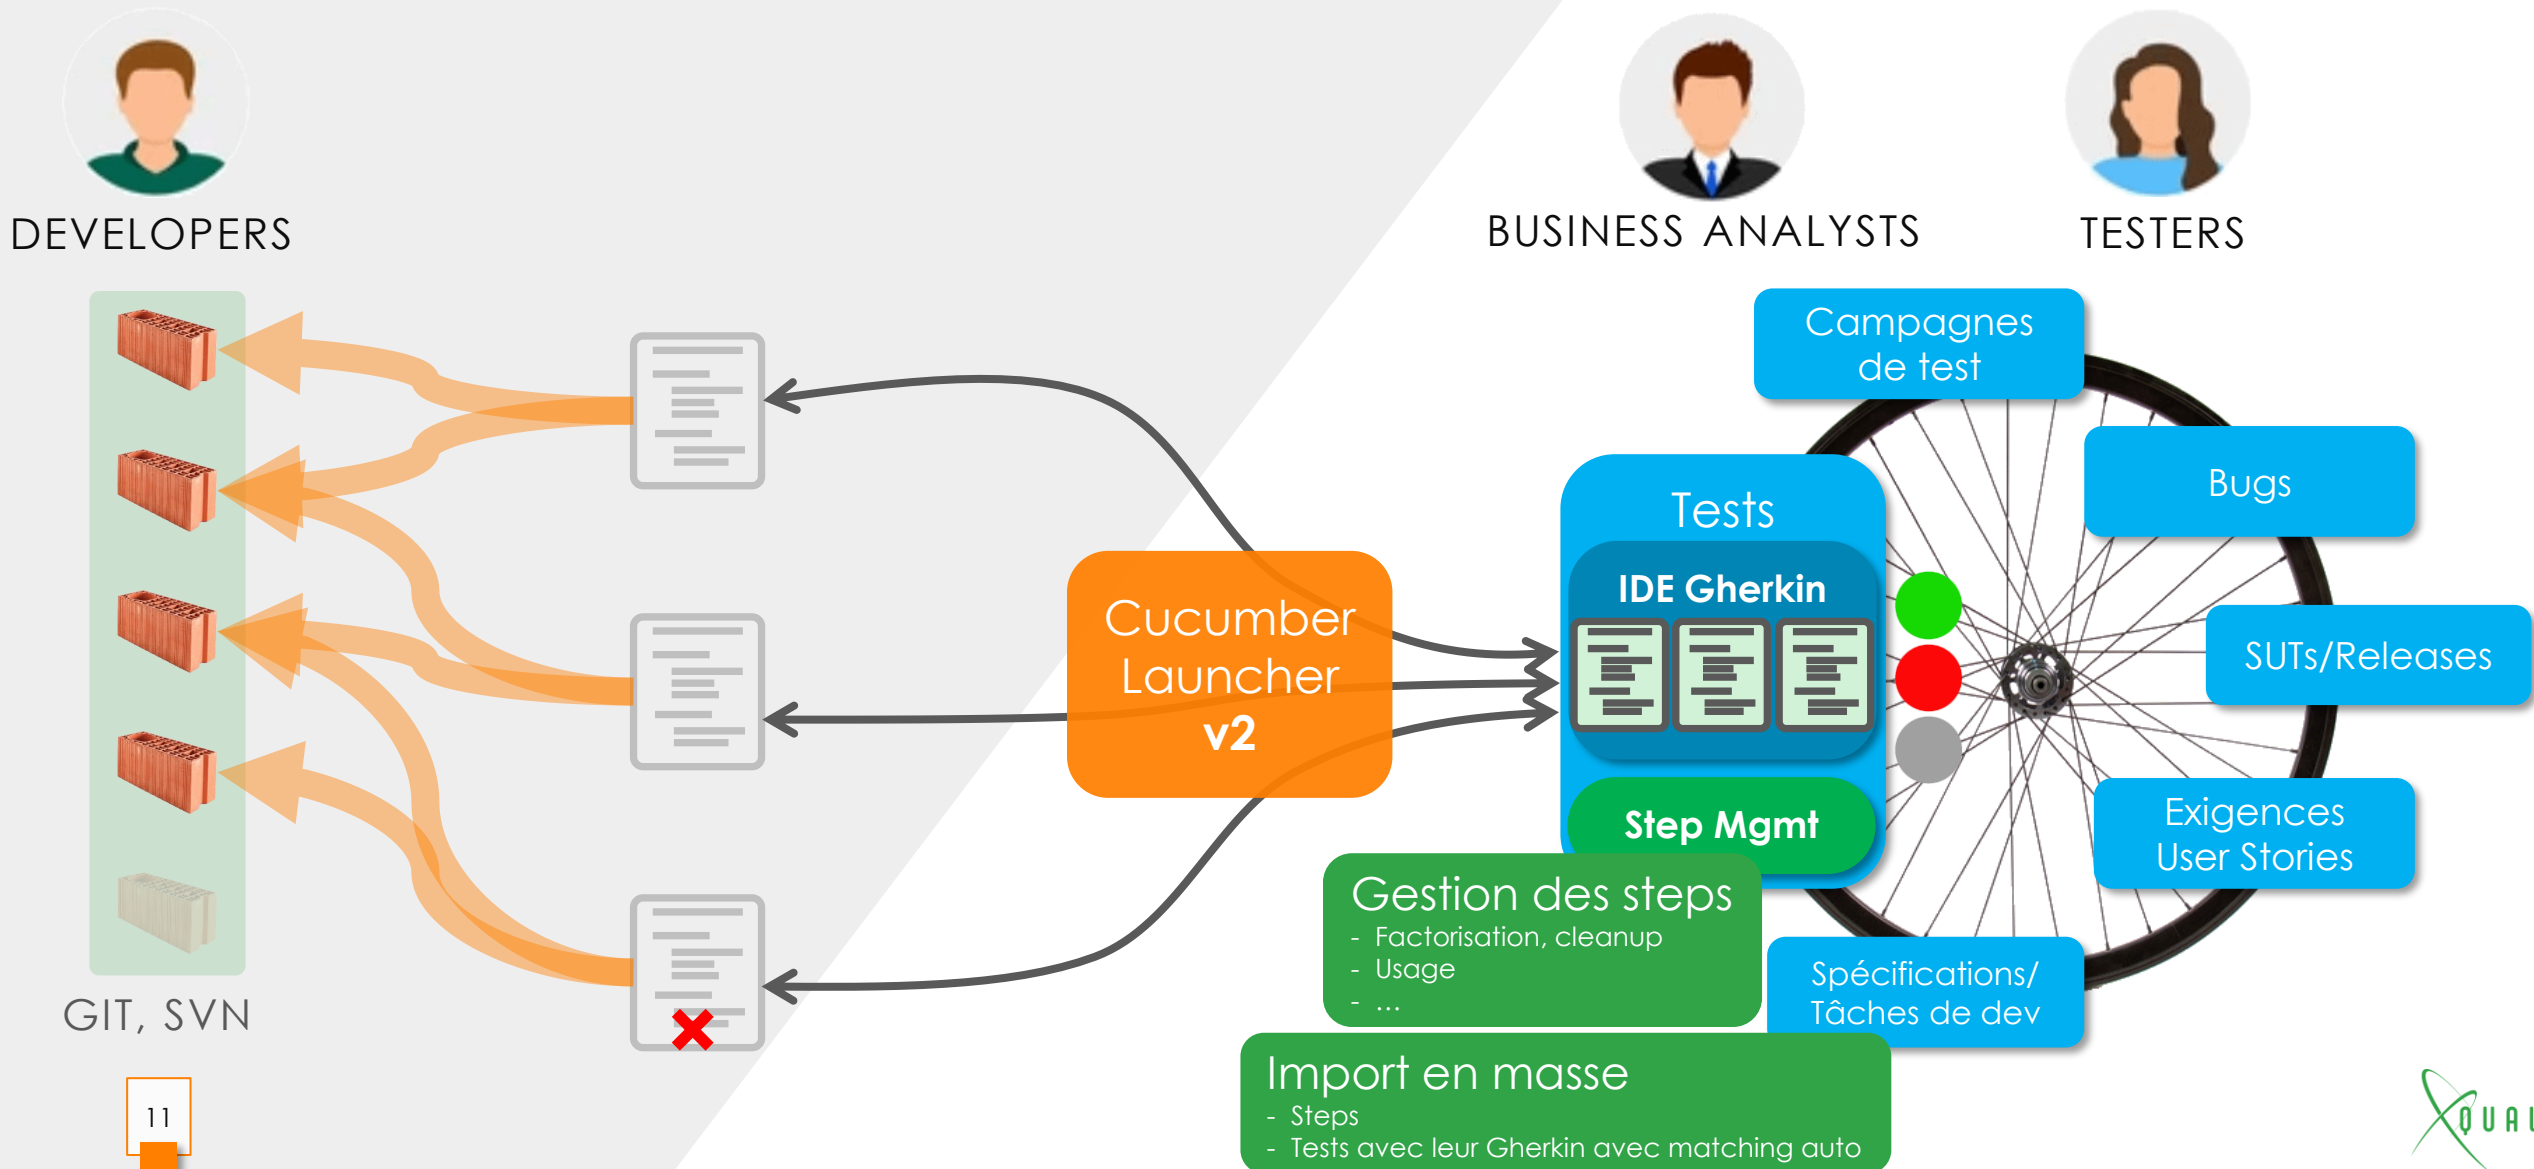 DEVELOPERS
BUSINESS ANALYSTS
TESTERS
Campagnes
de test
Bugs
Tests
IDE Gherkin
Cucumber
Launcher
v2
SUTs/Releases
Step Mgmt
Exigences
User Stories
Gestion des steps
- Factorisation, cleanup
- Usage
- ...
Spécifications/
Tâches de dev
GIT, SVN
Import en masse
- Steps
- Tests avec leur Gherkin avec matching auto
11
XQUAL